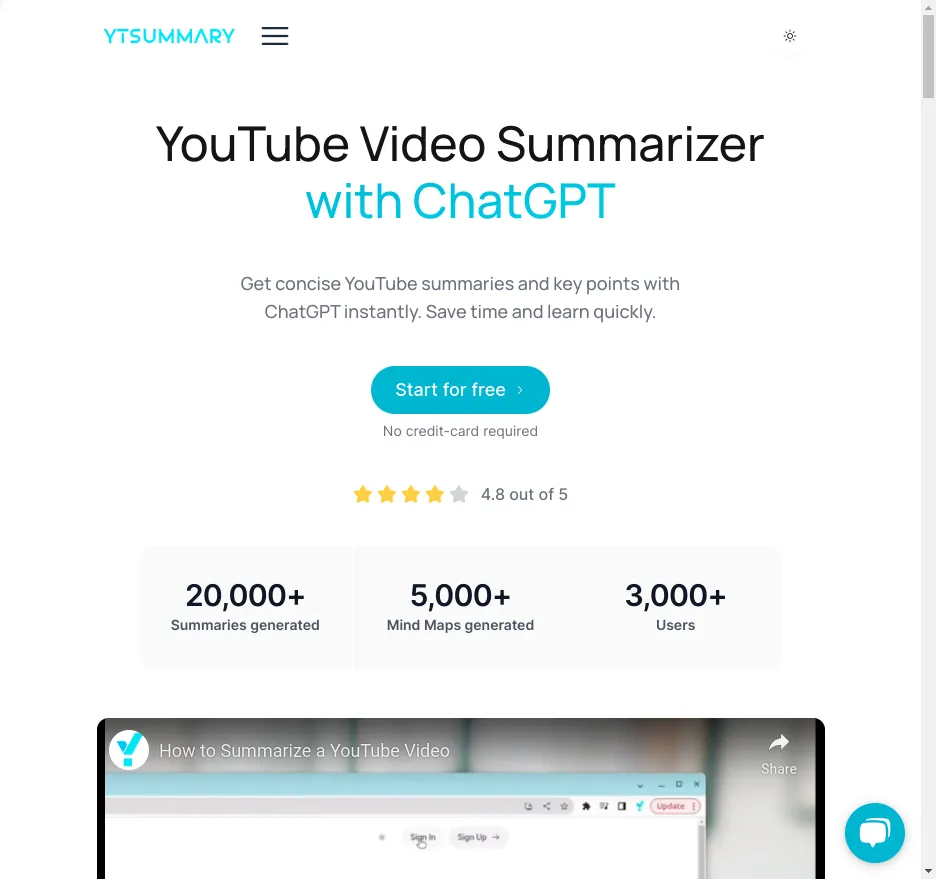 YTSUMMARY
YouTube Video Summarizer
with ChatGPT
Get concise YouTube summaries and key points with
ChatGPT instantly. Save time and learn quickly.
Start for free
No credit-card required
4.8 out of 5
20,000+
Summaries generated
5,000+
Mind Maps generated
3,000+
Users
How to Summarize a YouTube Video
Share
Update
Sign In
Sign Up